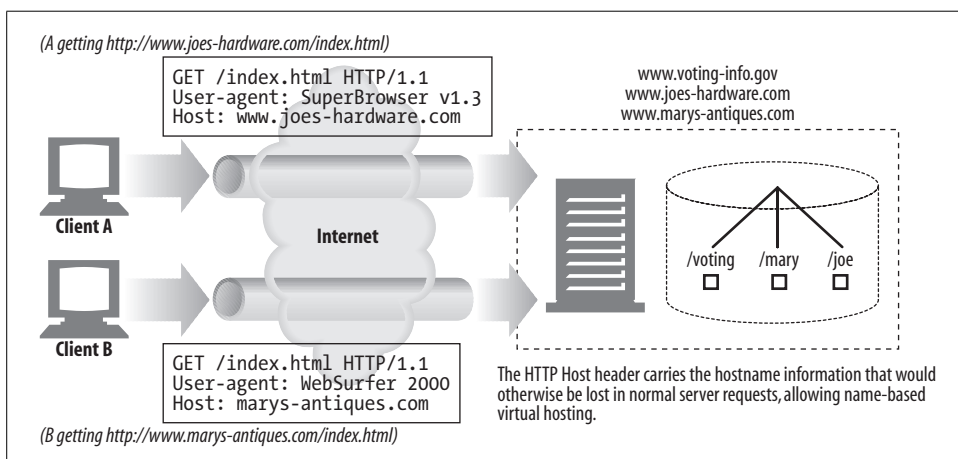 (A getting http://www.joes-hardware.com/index.html)
GET /index.html HTTP/1.1
User-agent: SuperBrowser v1.3
Host: www.joes-hardware.com
www.voting-info.gov
www.joes-hardware.com
www.marys-antiques.com
Client A
Internet
/voting
/mary
/joe
Client B
GET /index.html HTTP/1.1
User-agent: WebSurfer 2000
Host: marys-antiques.com
The HTTP Host header carries the hostname information that would
otherwise be lost in normal server requests, allowing name-based
virtual hosting.
(B getting http://www.marys-antiques.com/index.html)